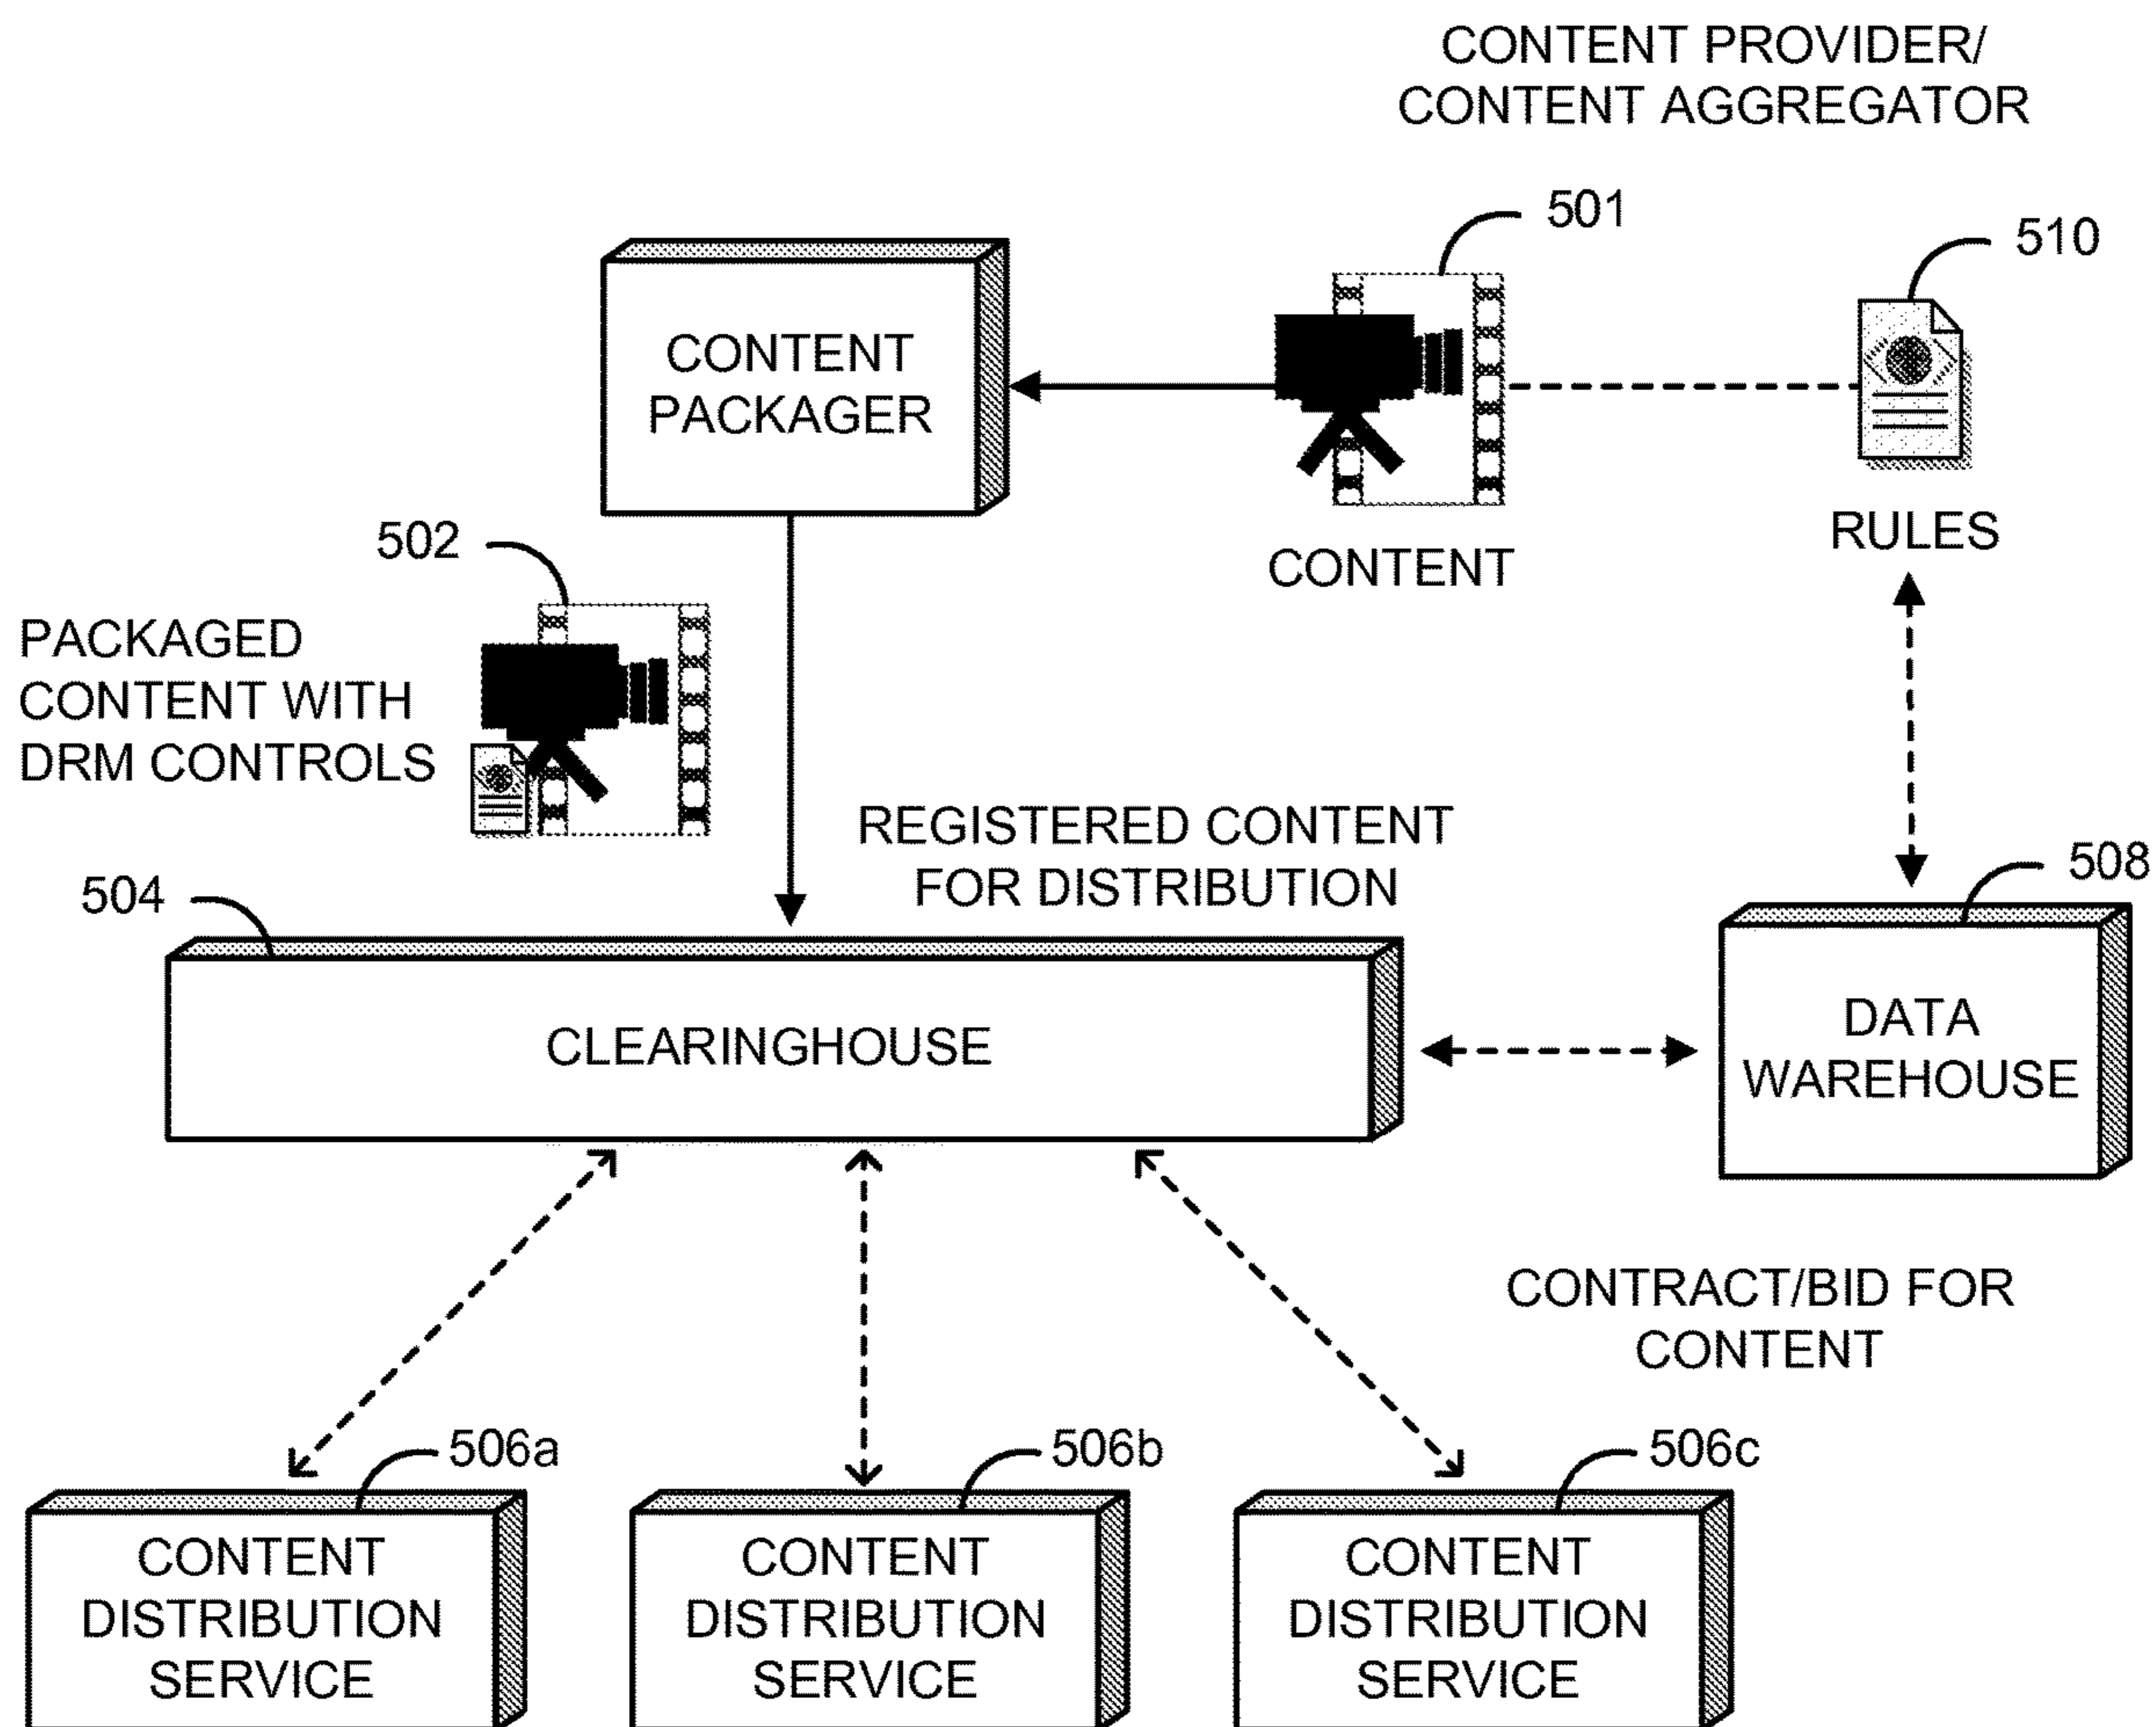 CONTENT PROVIDER/
CONTENT AGGREGATOR
501
510
CONTENT
PACKAGER
502
CONTENT
RULES
PACKAGED
CONTENT WITH
DRM CONTROLS
REGISTERED CONTENT
FOR DISTRIBUTION
504
508
CLEARINGHOUSE
DATA
WAREHOUSE
CONTRACT/BID FOR
CONTENT
506a
506b
506c
CONTENT
DISTRIBUTION
SERVICE
CONTENT
DISTRIBUTION
SERVICE
CONTENT
DISTRIBUTION
SERVICE